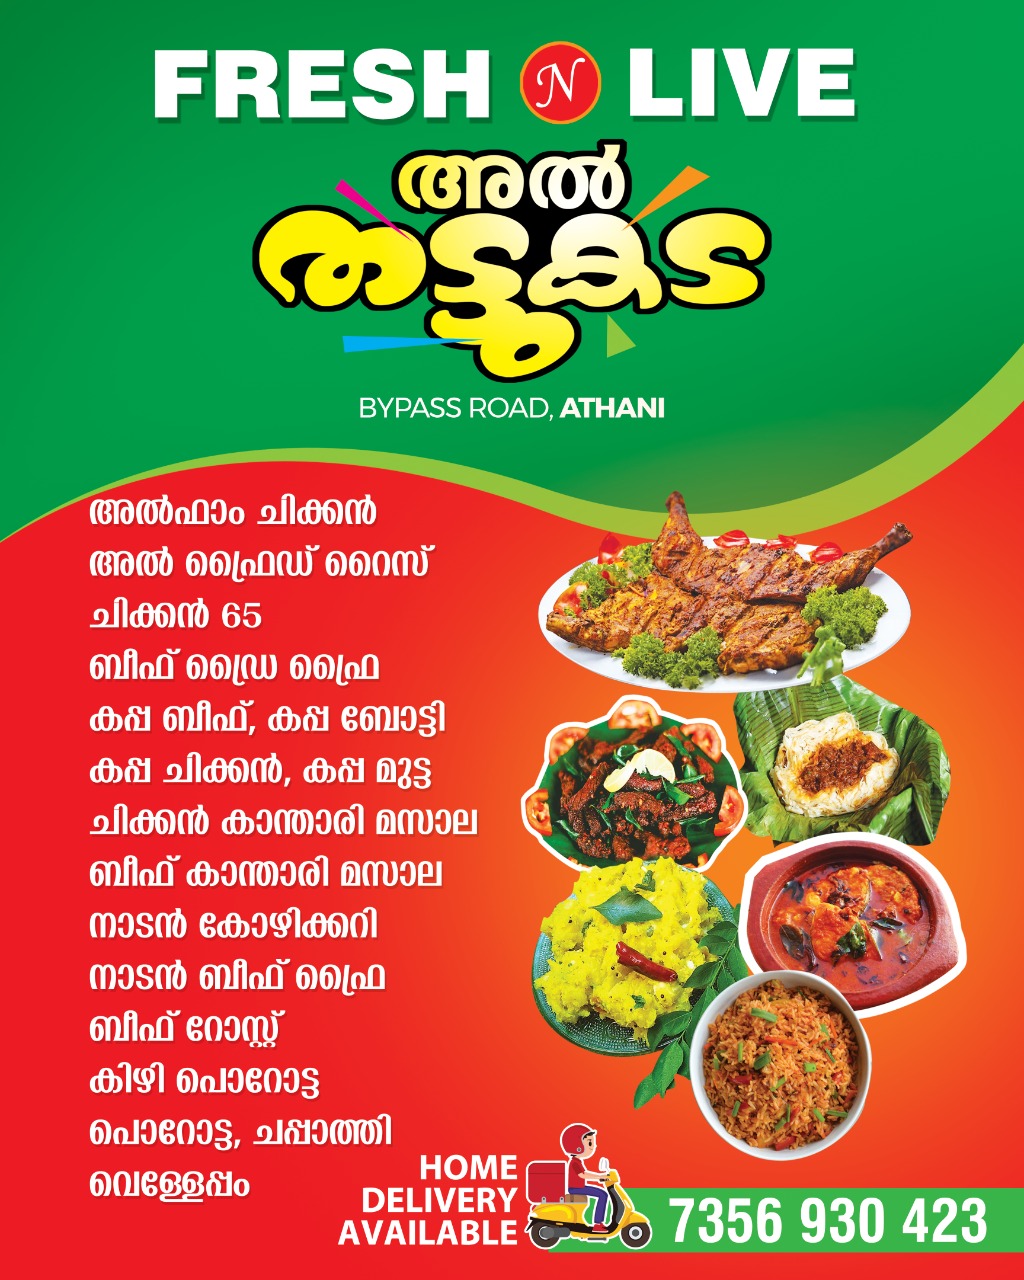 FRESH N LIVE
അൽ
തട്ടുകട
BYPASS ROAD, ATHANI
അൽഫാം ചിക്കൻ
അൽ ഫ്രൈഡ് റൈസ്
ചിക്കൻ 65
ബീഫ് ഡ്രൈ ഫ്രൈ
കപ്പ ബീഫ്, കപ്പ ബോട്ടി
കപ്പ ചിക്കൻ, കപ്പ മുട്ട
ചിക്കൻ കാന്താരി മസാല
ബീഫ് കാന്താരി മസാല
നാടൻ കോഴിക്കറി
നാടൻ ബീഫ് ഫ്രൈ
ബീഫ് റോസ്റ്റ്
കിഴി പൊറോട്ട
പൊറോട്ട, ചപ്പാത്തി
വെള്ളേപ്പം
HOME
DELIVERY
AVAILABLE
7356 930 423